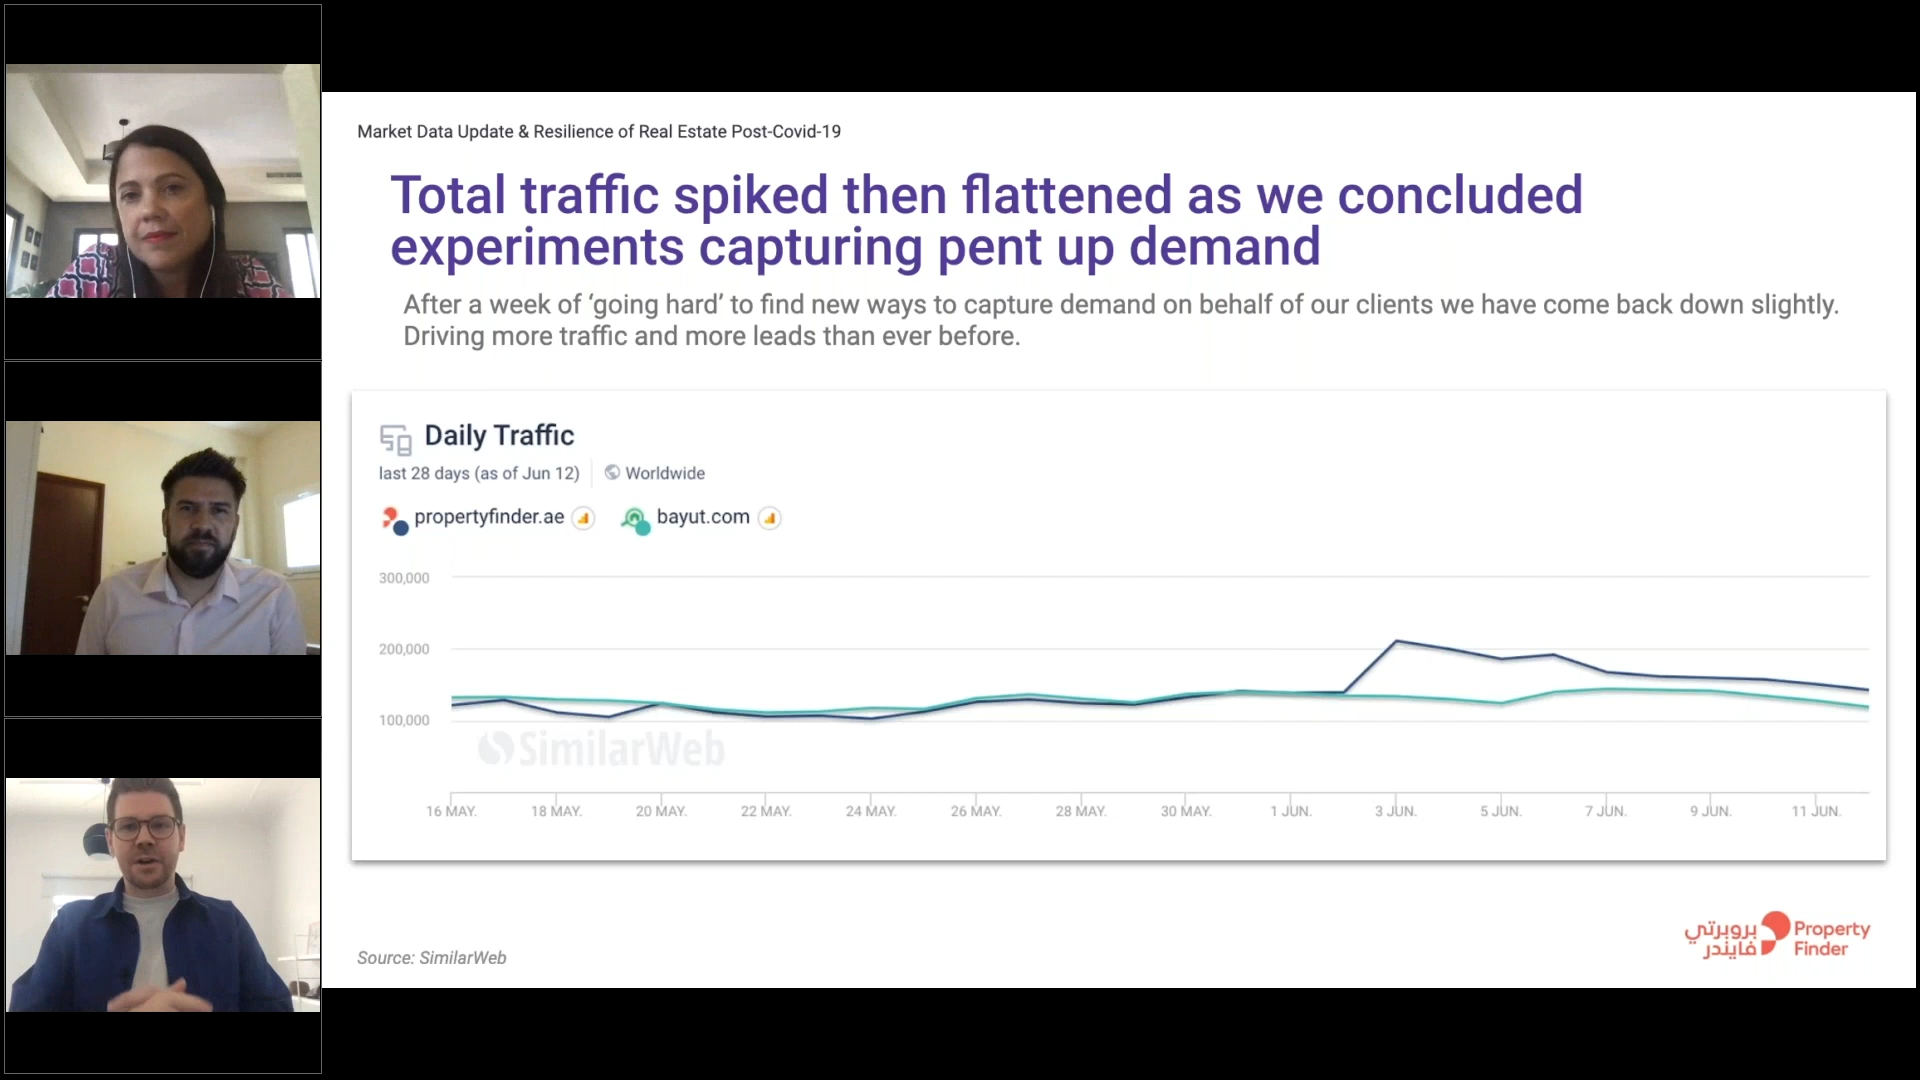 Market Data Update & Resilience of Real Estate Post-Covid-19
Total traffic spiked then flattened as we concluded
experiments capturing pent up demand
After a week of ‘going hard’ to find new ways to capture demand on behalf of our clients we have come back down slightly.
Driving more traffic and more leads than ever before.
Daily Traffic
last 28 days (as of Jun 12) Worldwide
propertyfinder.ae bayut.com
300,000
200,000
100,000
SimilarWeb
16 MAY. 18 MAY. 20 MAY. 22 MAY. 24 MAY. 26 MAY. 28 MAY. 30 MAY. 1 JUN. 3 JUN. 5 JUN. 7 JUN. 9 JUN. 11 JUN.
بروبرتي
فايندر
Property
Finder
Source: SimilarWeb